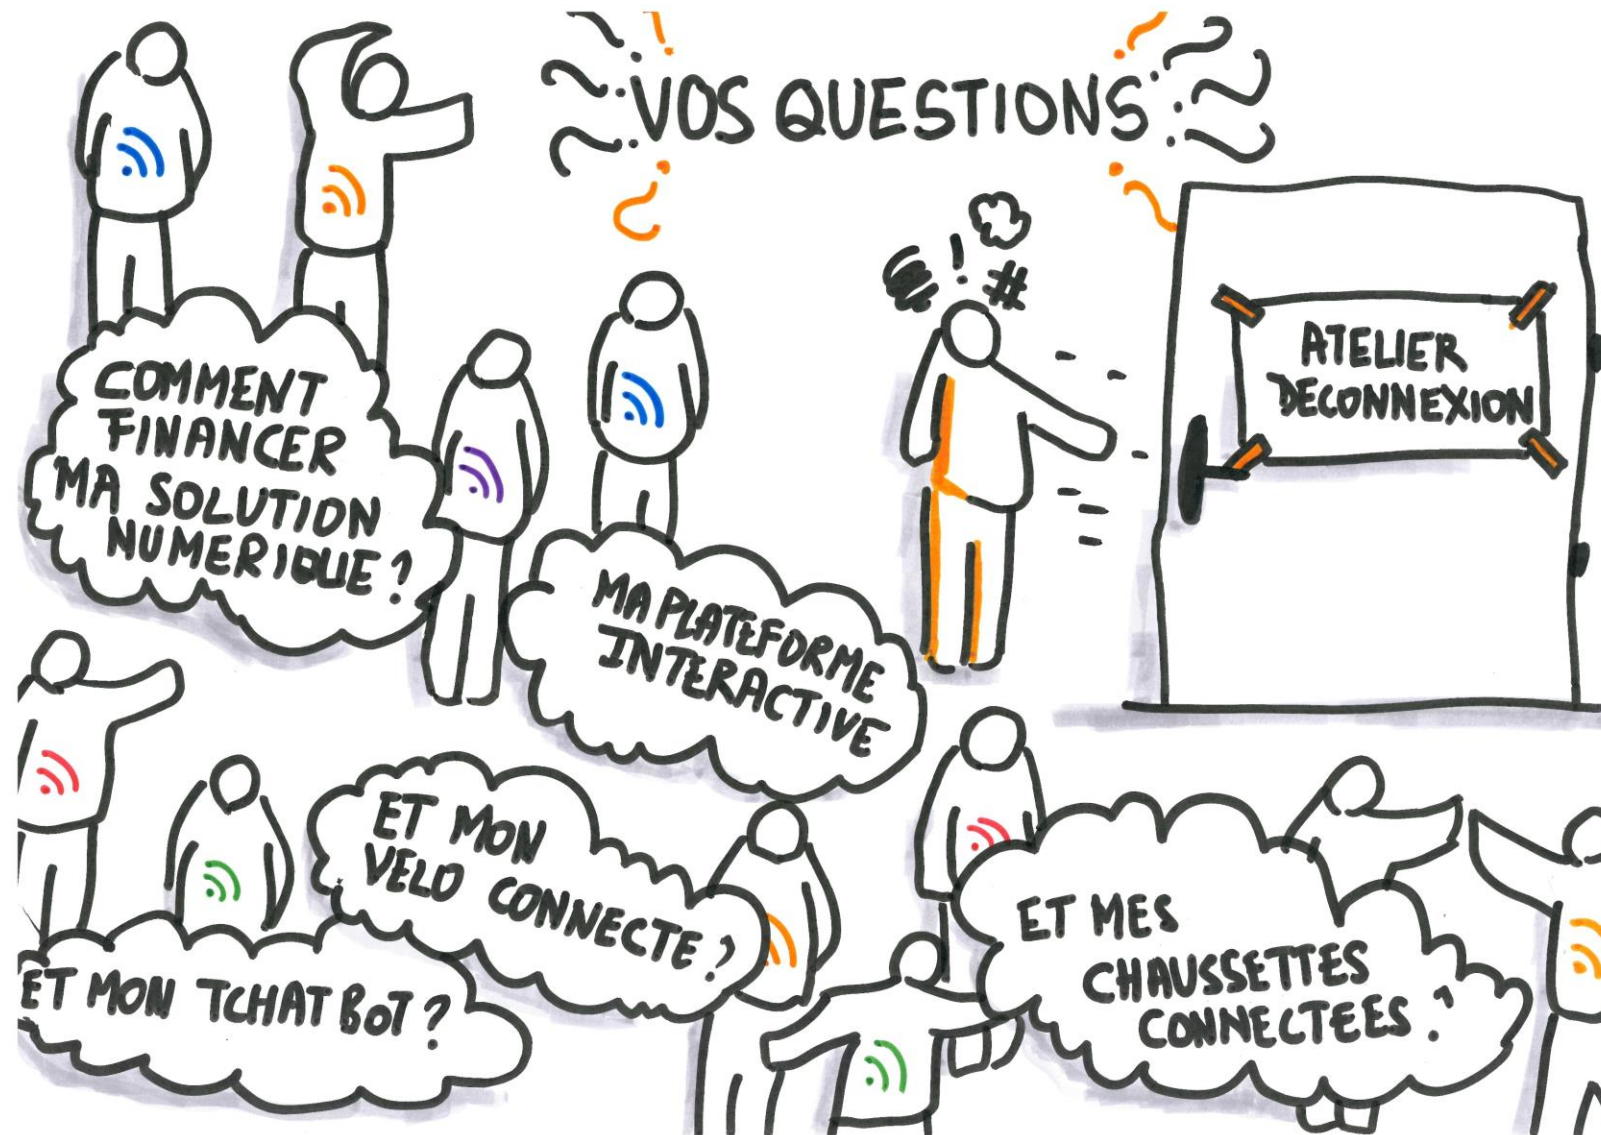 VOS QUESTIONS
ATELIER
DECONNEXION
COMMENT
FINANCER
MA SOLUTION
NUMERIQUE ?
MA PLATEFORME
INTERACTIVE
ET MON
VELO CONNECTE ?
ET MON TCHAT BOT ?
ET MES
CHAUSSETTES
CONNECTEES ?